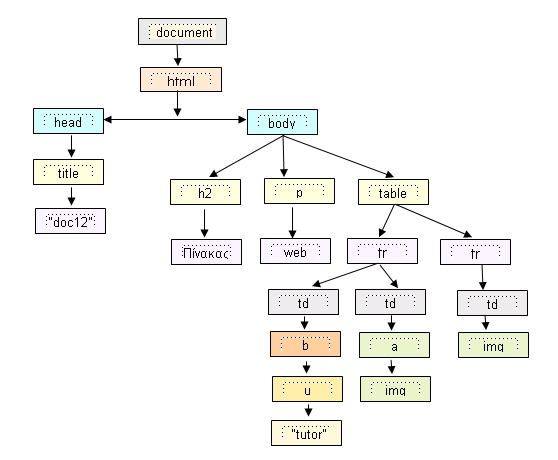 document
html
head
body
title
h2
p
table
"doc12"
Πίνακας
web
tr
tr
td
td
td
b
a
img
u
img
"tutor"